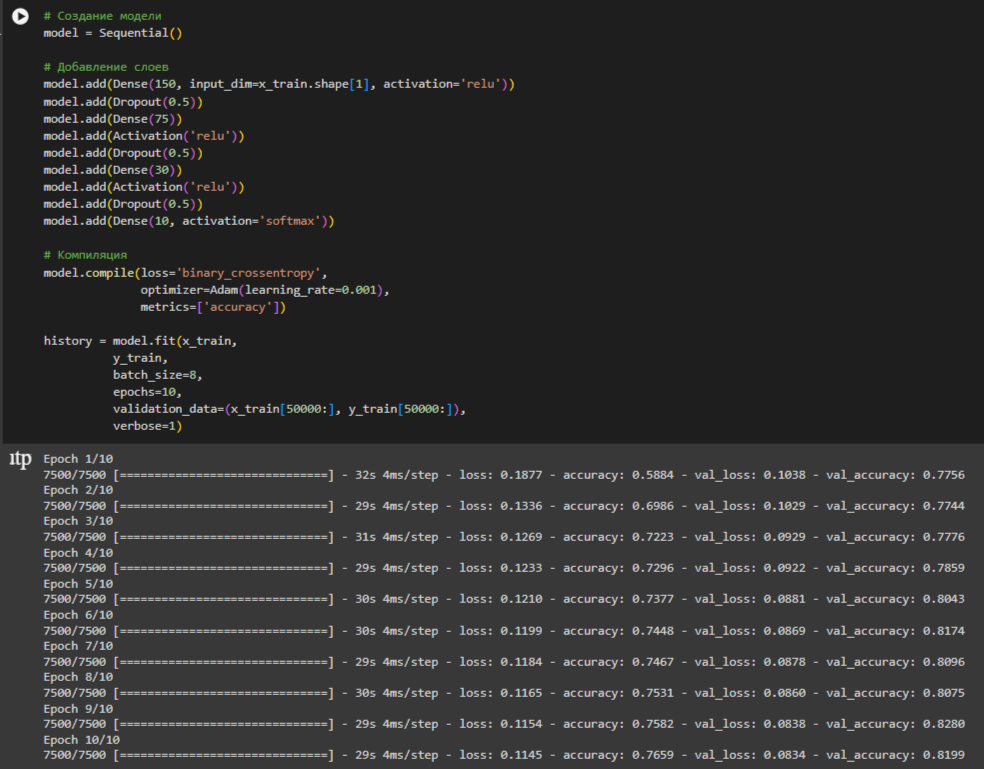 # Создание модели
model = Sequential()
# Добавление слоев
model.add(Dense(150, input_dim=x_train.shape[1], activation='relu'))
model.add(Dropout(0.5))
model.add(Dense(75))
model.add(Activation('relu'))
model.add(Dropout(0.5))
model.add(Dense(30))
model.add(Activation('relu'))
model.add(Dropout(0.5))
model.add(Dense(10, activation='softmax'))
# Компиляция
model.compile(loss='binary_crossentropy',
optimizer=Adam(learning_rate=0.001),
metrics=['accuracy'])
history = model.fit(x_train,
y_train,
batch_size=8,
epochs=10,
validation_data=(x_train[50000:], y_train[50000:]),
verbose=1)
itp
Epoch 1/10
7500/7500 [==============================] - 32s 4ms/step - loss: 0.1877 - accuracy: 0.5884 - val_loss: 0.1038 - val_accuracy: 0.7756
Epoch 2/10
7500/7500 [==============================] - 29s 4ms/step - loss: 0.1336 - accuracy: 0.6986 - val_loss: 0.1029 - val_accuracy: 0.7744
Epoch 3/10
7500/7500 [==============================] - 31s 4ms/step - loss: 0.1269 - accuracy: 0.7223 - val_loss: 0.0929 - val_accuracy: 0.7776
Epoch 4/10
7500/7500 [==============================] - 29s 4ms/step - loss: 0.1233 - accuracy: 0.7296 - val_loss: 0.0922 - val_accuracy: 0.7859
Epoch 5/10
7500/7500 [==============================] - 30s 4ms/step - loss: 0.1210 - accuracy: 0.7377 - val_loss: 0.0881 - val_accuracy: 0.8043
Epoch 6/10
7500/7500 [==============================] - 30s 4ms/step - loss: 0.1199 - accuracy: 0.7448 - val_loss: 0.0869 - val_accuracy: 0.8174
Epoch 7/10
7500/7500 [==============================] - 29s 4ms/step - loss: 0.1184 - accuracy: 0.7467 - val_loss: 0.0878 - val_accuracy: 0.8096
Epoch 8/10
7500/7500 [==============================] - 30s 4ms/step - loss: 0.1165 - accuracy: 0.7531 - val_loss: 0.0860 - val_accuracy: 0.8075
Epoch 9/10
7500/7500 [==============================] - 29s 4ms/step - loss: 0.1154 - accuracy: 0.7582 - val_loss: 0.0838 - val_accuracy: 0.8280
Epoch 10/10
7500/7500 [==============================] - 29s 4ms/step - loss: 0.1145 - accuracy: 0.7659 - val_loss: 0.0834 - val_accuracy: 0.8199